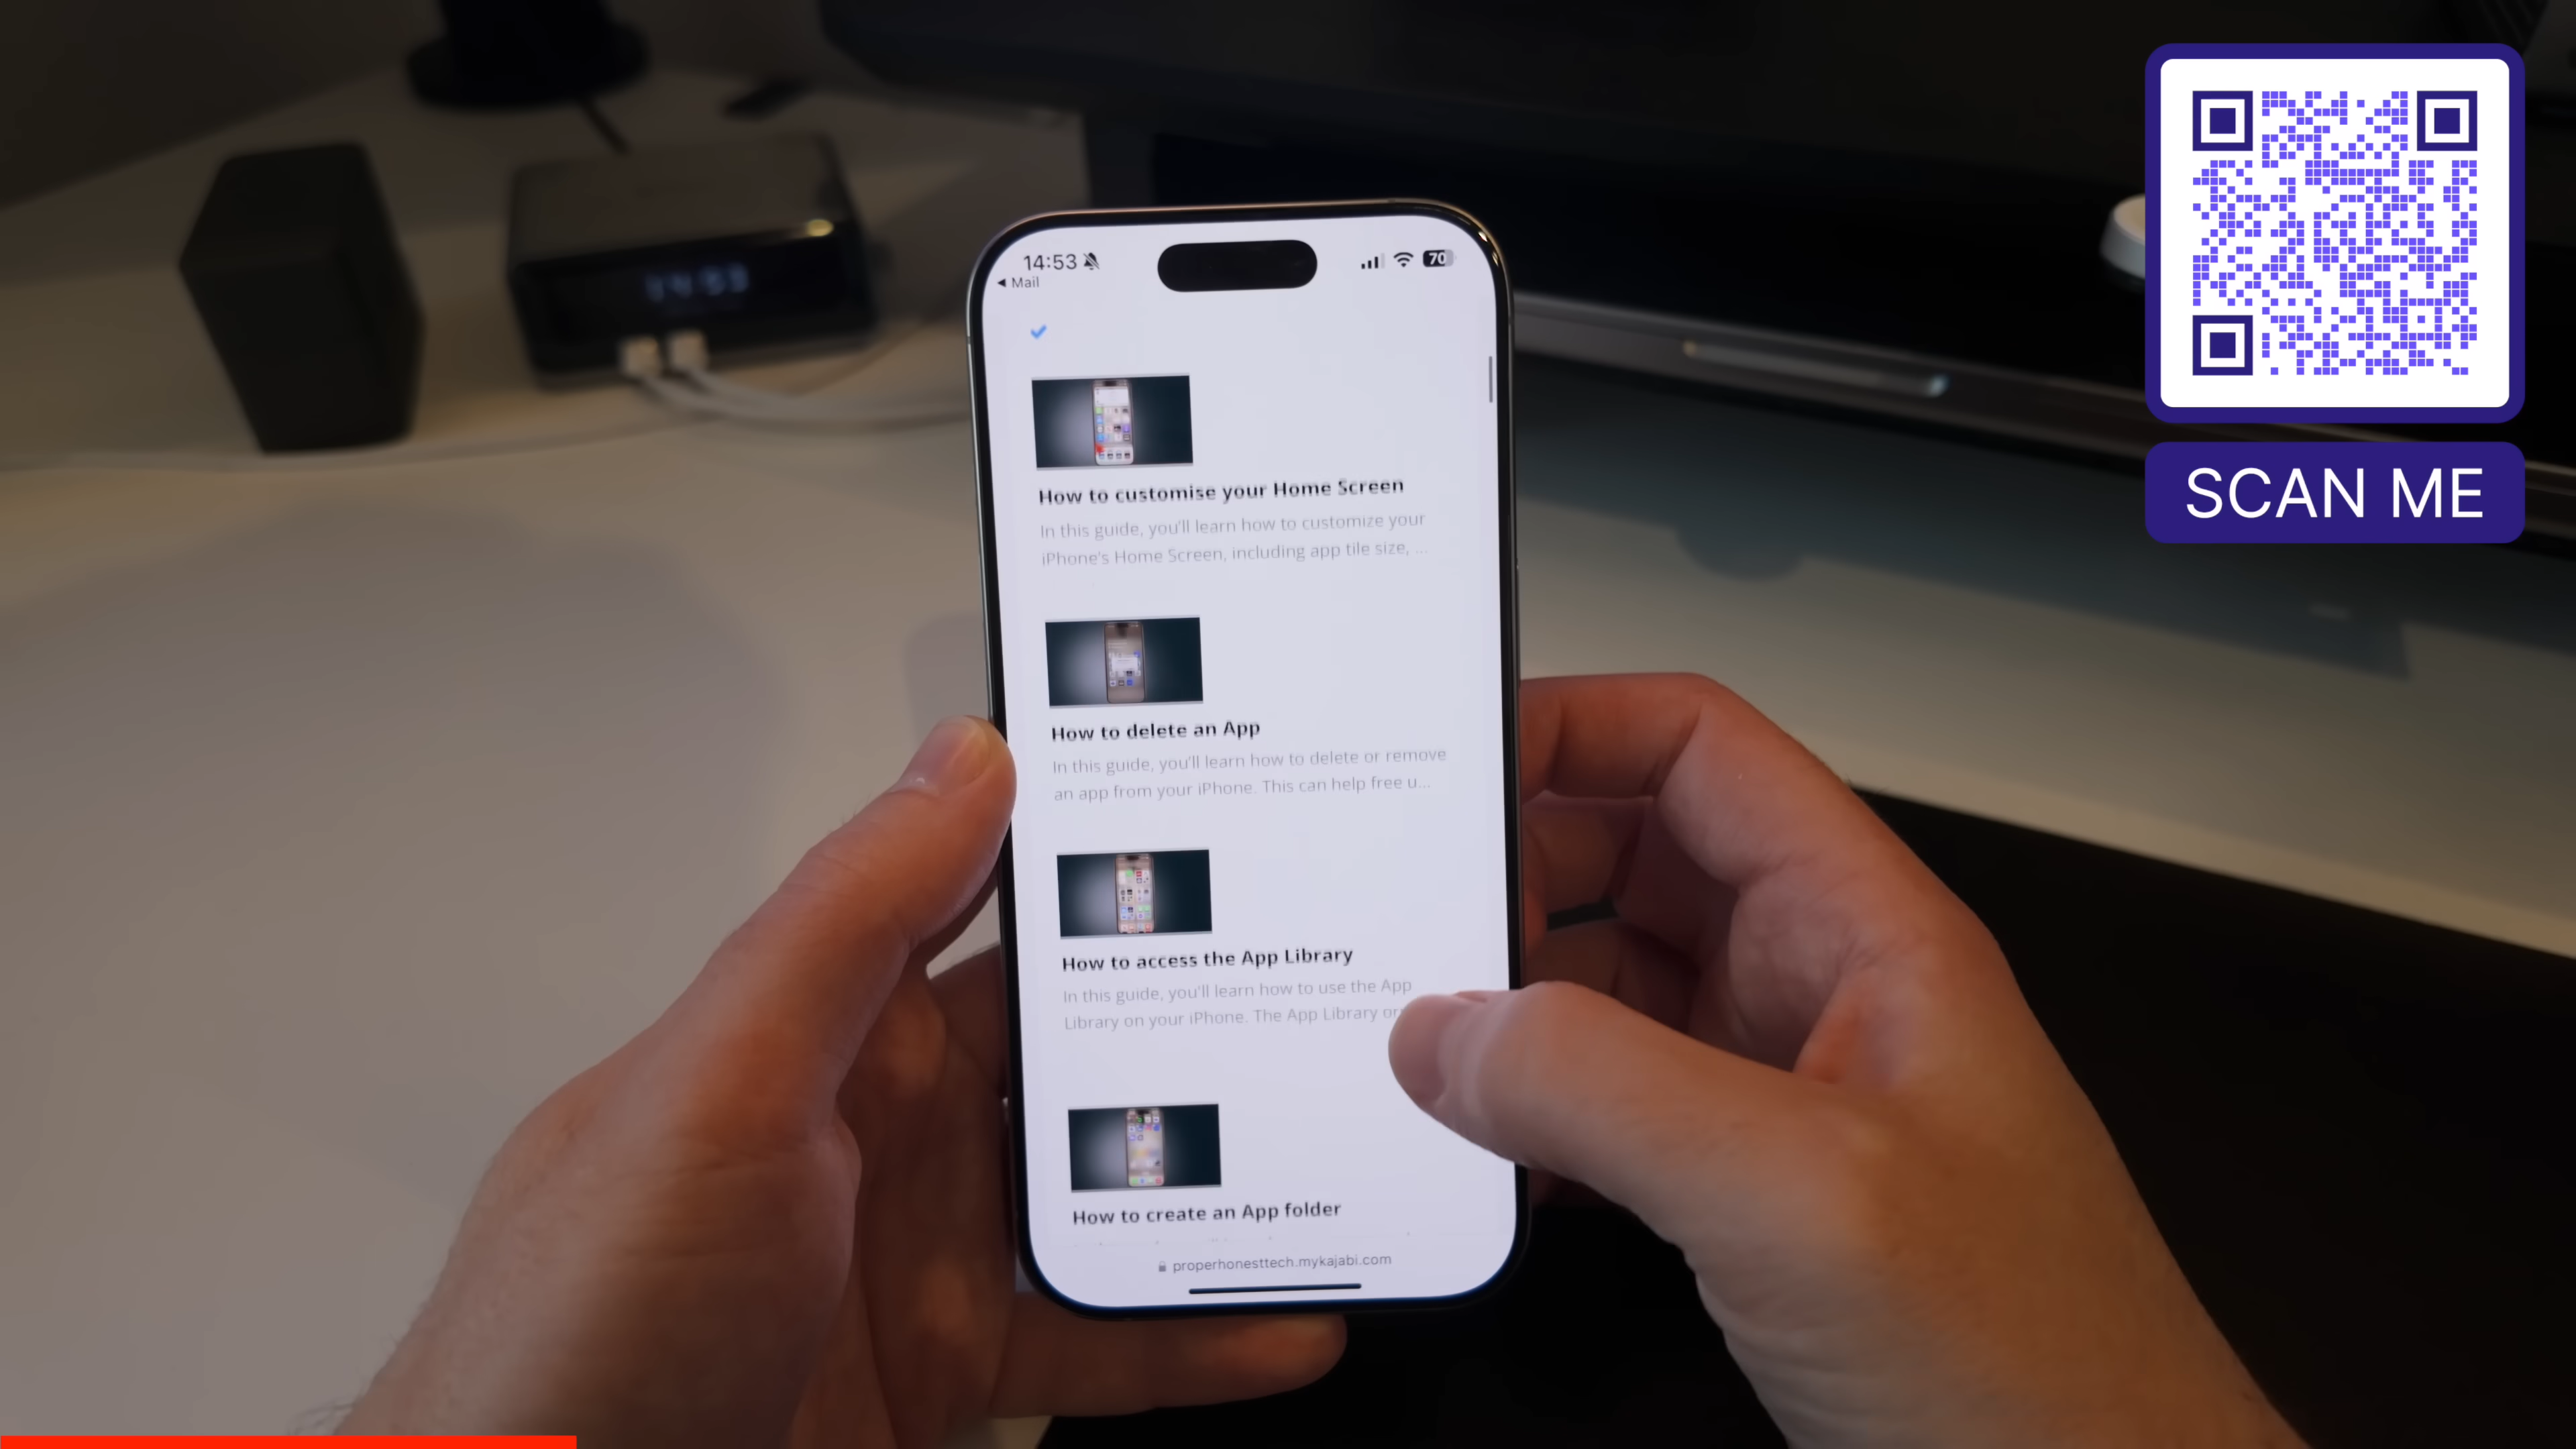 14:53
◀ Mail
70
How to customise your Home Screen
In this guide, you'll learn how to customize your
iPhone's Home Screen, including app tile size, ...
How to delete an App
In this guide, you'll learn how to delete or remove
an app from your iPhone. This can help free u...
How to access the App Library
In this guide, you'll learn how to use the App
Library on your iPhone. The App Library
How to create an App folder
properhonesttech.mykajabi.com
14:53
SCAN ME